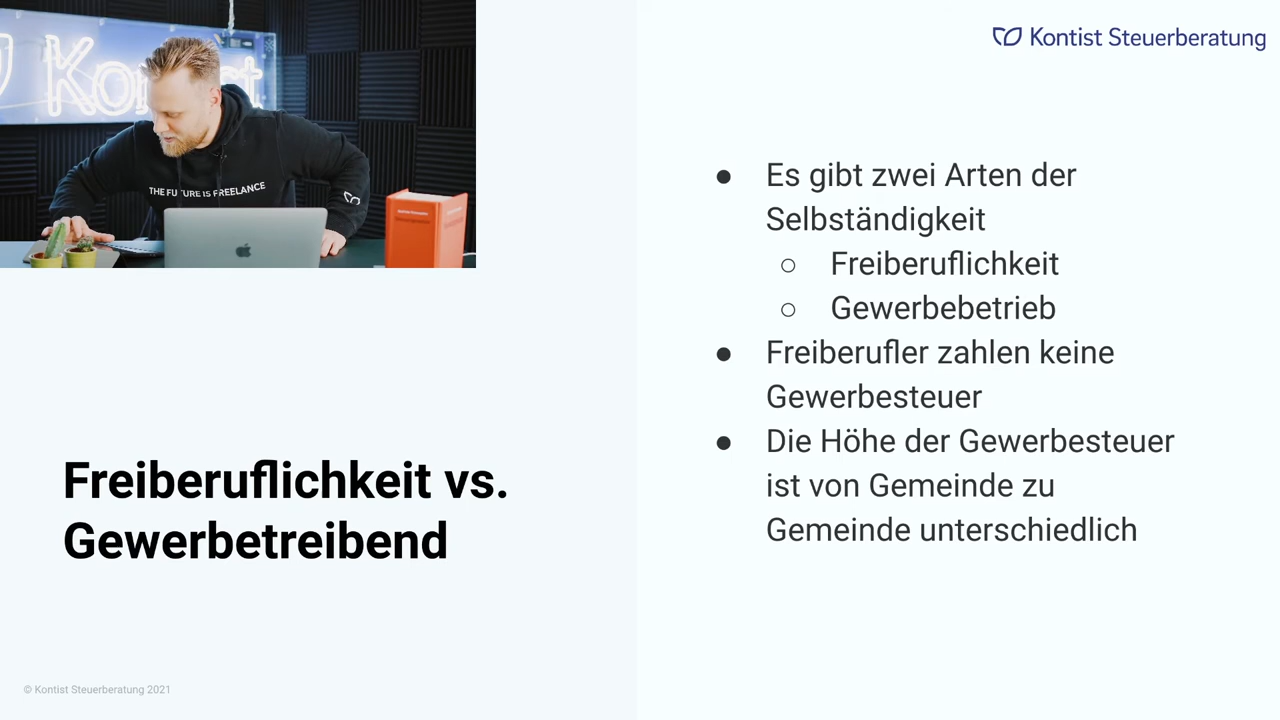 Kontist
THE FUTURE IS FREELANCE
Kontist Steuerberatung
Freiberuflichkeit vs.
Gewerbetreibend
● Es gibt zwei Arten der
Selbständigkeit
○ Freiberuflichkeit
○ Gewerbebetrieb
● Freiberufler zahlen keine
Gewerbesteuer
● Die Höhe der Gewerbesteuer
ist von Gemeinde zu
Gemeinde unterschiedlich
© Kontist Steuerberatung 2021